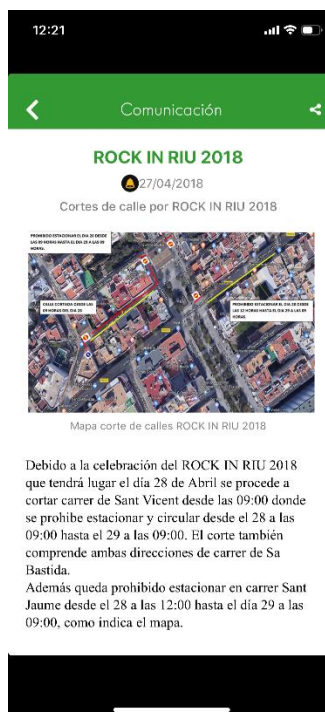 12:21
Comunicación
ROCK IN RIU 2018
27/04/2018
Cortes de calle por ROCK IN RIU 2018
PROHIBIDO ESTACIONAR EL DIA 28 DESDE
LAS 09 HORAS HASTA EL DIA 29 A LAS 09
HORAS.
CALLE CORTADA DESDE LAS
09 HORAS DEL DIA 28
PROHIBIDO ESTACIONAR EL DIA 28 DESDE
LAS 12 HORAS HASTA EL DIA 29 A LAS 09
HORAS.
Mapa corte de calles ROCK IN RIU 2018
Debido a la celebración del ROCK IN RIU 2018
que tendrá lugar el día 28 de Abril se procede a
cortar carrer de Sant Vicent desde las 09:00 donde
se prohibe estacionar y circular desde el 28 a las
09:00 hasta el 29 a las 09:00. El corte también
comprende ambas direcciones de carrer de Sa
Bastida.
Además queda prohibido estacionar en carrer Sant
Jaume desde el 28 a las 12:00 hasta el día 29 a las
09:00, como indica el mapa.